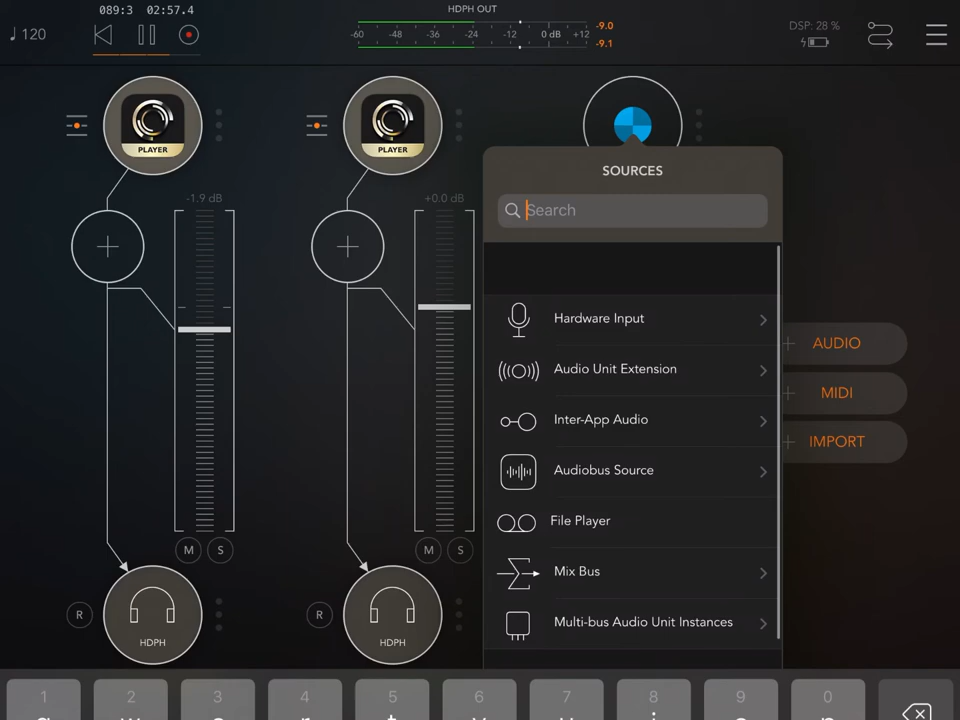 089:3 02:57.4
HDPH OUT
♩120
-60 -48 -36 -24 -12 0 dB +12
-9.0
-9.1
DSP: 28 %
PLAYER
PLAYER
-1.9 dB
+0.0 dB
SOURCES
Search
Hardware Input
Audio Unit Extension
Inter-App Audio
Audiobus Source
File Player
Mix Bus
Multi-bus Audio Unit Instances
+ AUDIO
+ MIDI
+ IMPORT
M S
M S
R
HDPH
R
HDPH
1 2 3 4 5 6 7 8 9 0